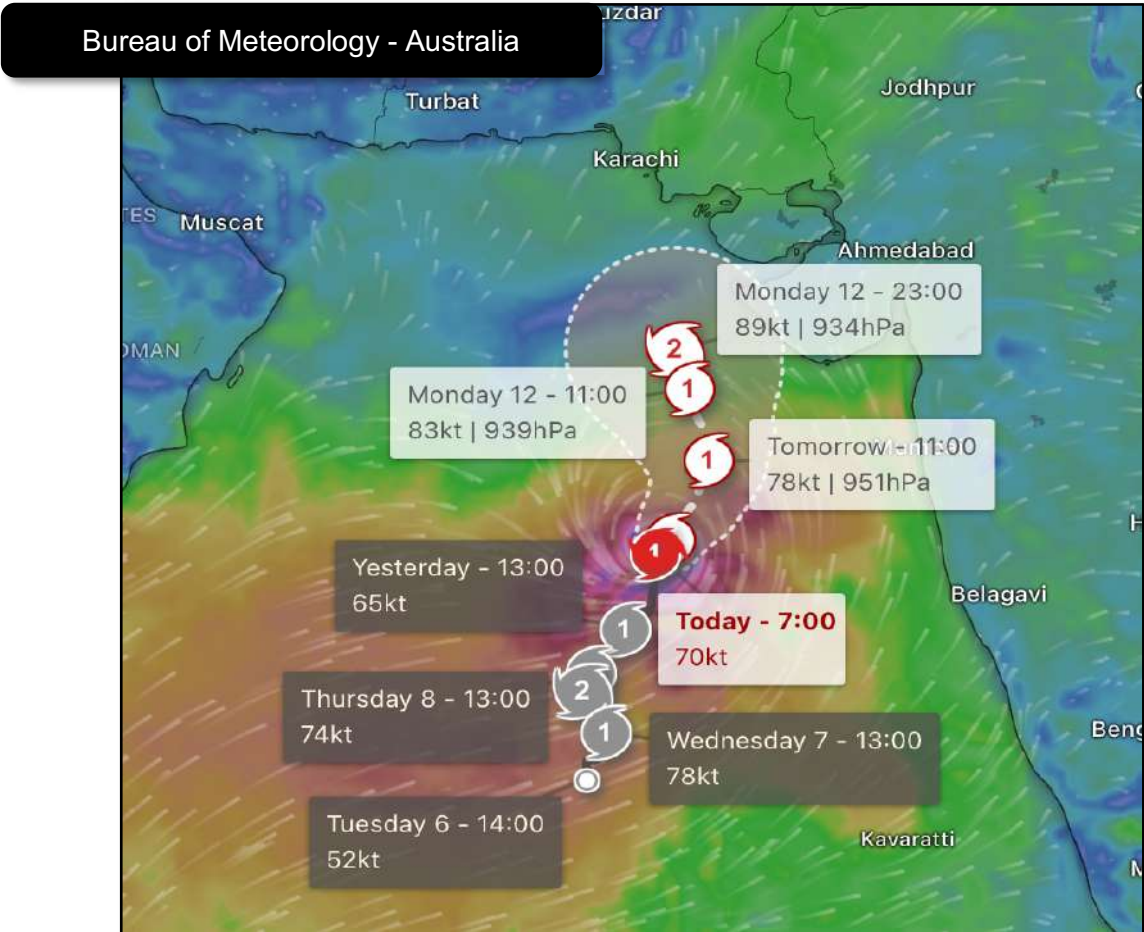 Bureau of Meteorology - Australia
uzdar
Turbat
Jodhpur
Karachi
TES
Muscat
Ahmedabad
Monday 12 - 23:00
89kt | 934hPa
OMAN
2
Monday 12 - 11:00
83kt | 939hPa
1
1
Tomorrow - 11:00
78kt | 951hPa
1
Yesterday - 13:00
65kt
Belagavi
Today - 7:00
70kt
1
Thursday 8 - 13:00
74kt
2
1
Wednesday 7 - 13:00
78kt
Beng
Tuesday 6 - 14:00
52kt
Kavaratti